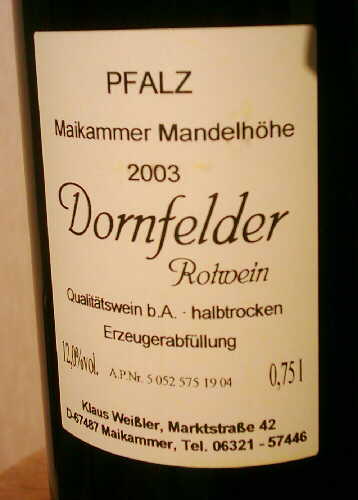 PFALZ
Maikammer Mandelhöhe
2003
Dornfelder
Rotwein
Qualitätswein b.A. · halbtrocken
Erzeugerabfüllung
12,0%vol. A.P.Nr. 5 052 575 19 04 0,75 l
Klaus Weißler, Marktstraße 42
D-67487 Maikammer, Tel. 06321 - 57446